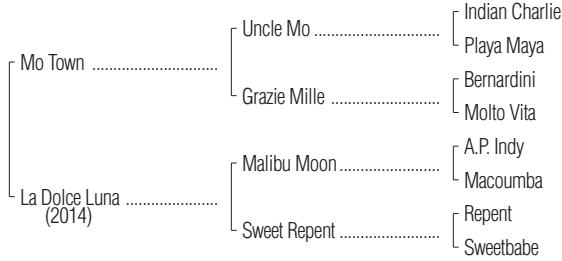 Indian Charlie
Uncle Mo ................................
Playa Maya
Mo Town ................................
Bernardini
Grazie Mille ............................
Molto Vita
A.P. Indy
Malibu Moon ..........................
Macoumba
La Dolce Luna .......................
(2014)
Repent
Sweet Repent ..........................
Sweetbabe